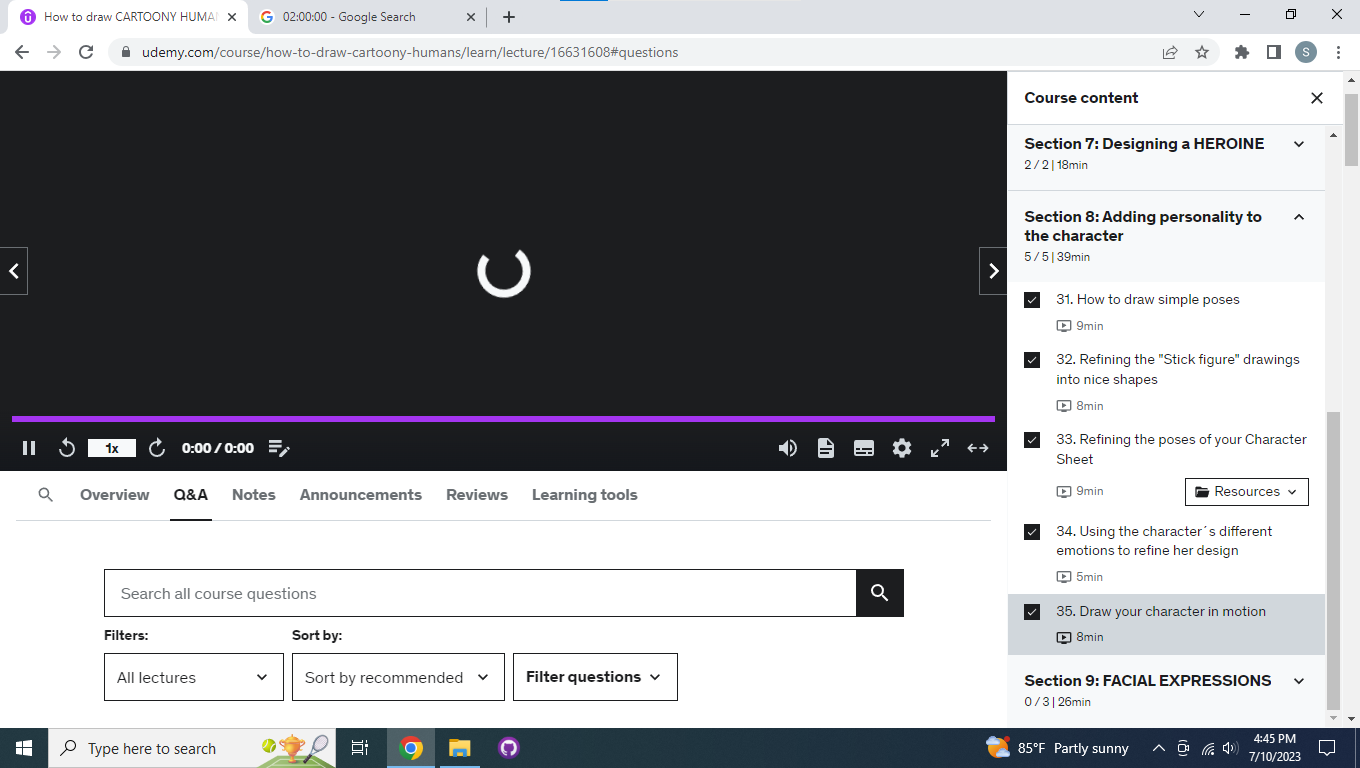 How to draw CARTOONY HUMA
02:00:00 - Google Search
udemy.com/course/how-to-draw-cartoony-humans/learn/lecture/16631608#questions
S
Course content
Section 7: Designing a HEROINE
2 / 2 | 18min
Section 8: Adding personality to
the character
5 / 5 | 39min
31. How to draw simple poses
9min
32. Refining the "Stick figure" drawings
into nice shapes
8min
33. Refining the poses of your Character
Sheet
9min
Resources
34. Using the character´s different
emotions to refine her design
5min
35. Draw your character in motion
8min
Section 9: FACIAL EXPRESSIONS
0 / 3 | 26min
1x
0:00 / 0:00
Overview Q&A Notes Announcements Reviews Learning tools
Search all course questions
Filters: Sort by:
All lectures Sort by recommended Filter questions
Type here to search
85°F Partly sunny
4:45 PM
7/10/2023